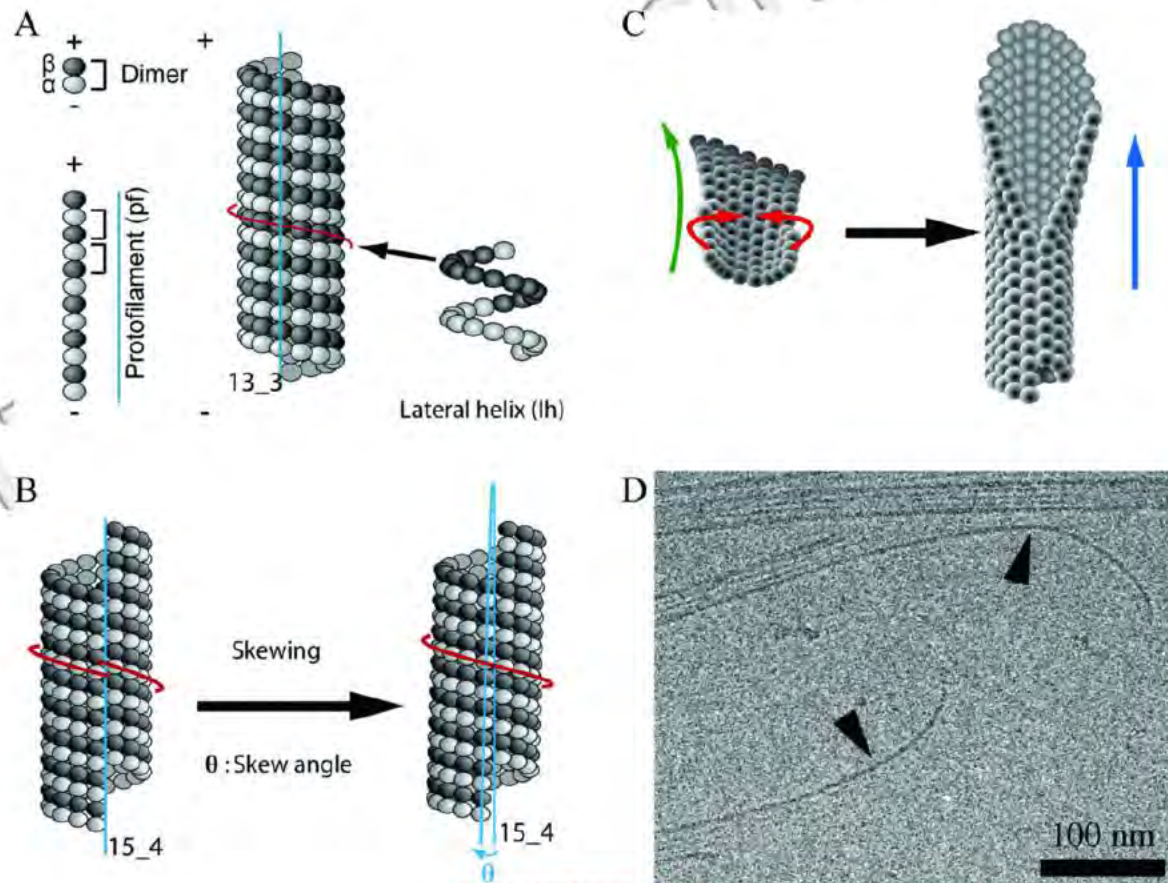 A
+
β
α
-
Dimer
+
-
Protofilament (pf)
+
13_3
-
Lateral helix (lh)
B
15_4
Skewing
θ : Skew angle
15_4
θ
C
D
100 nm